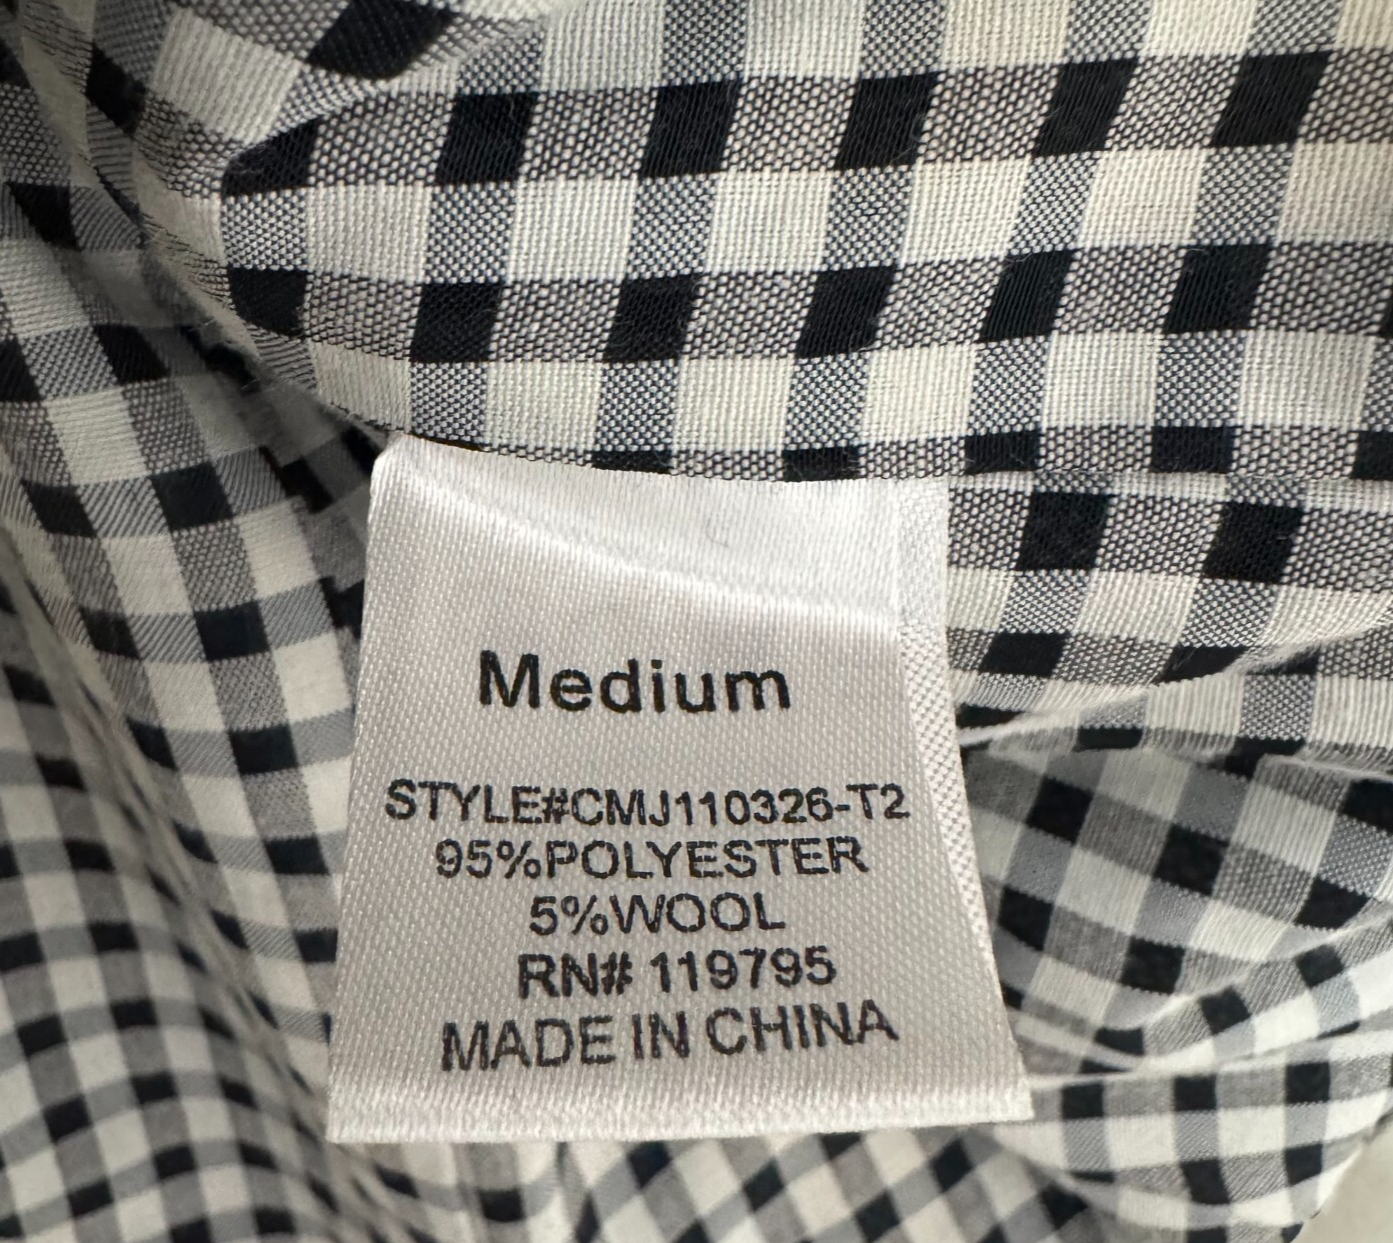 Medium
STYLE#CMJ110326-T2
95%POLYESTER
5%WOOL
RN# 119795
MADE IN CHINA